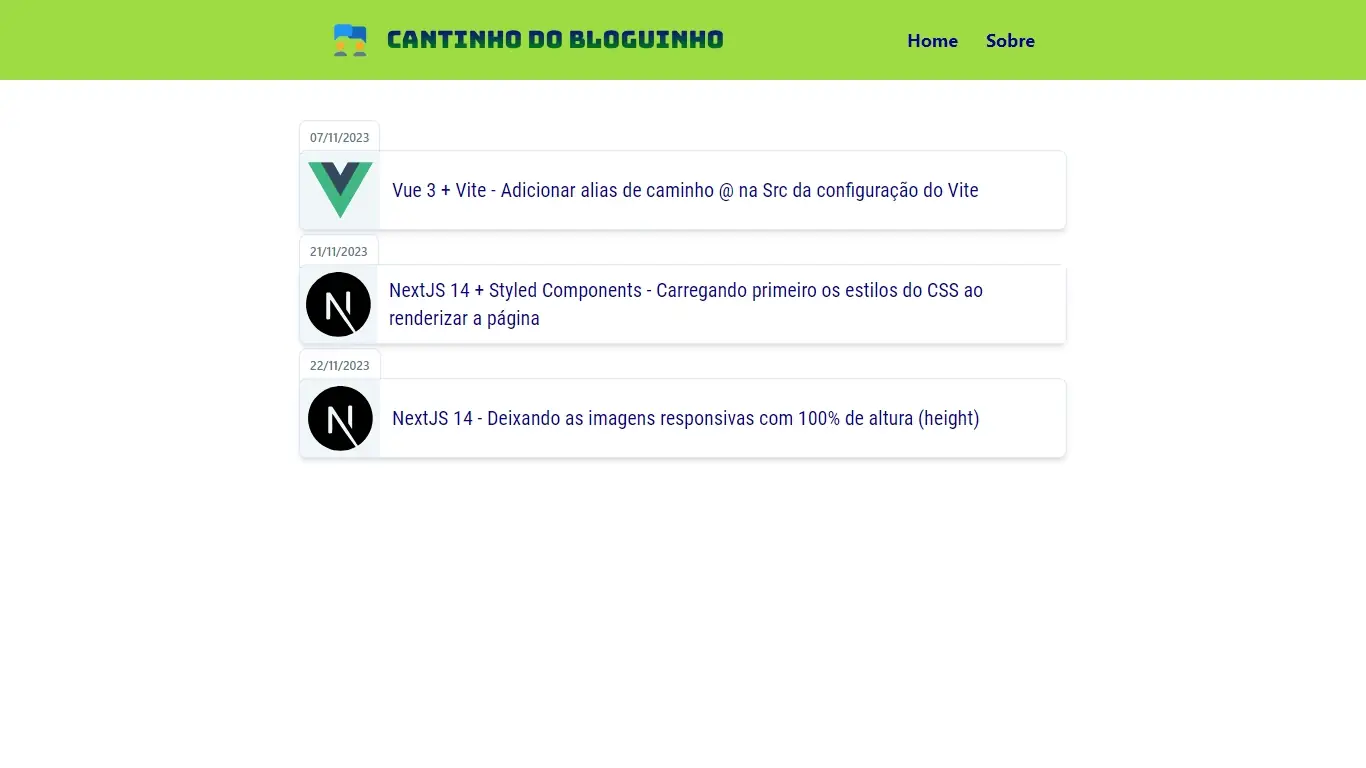 CANTINHO DO BLOGUINHO
Home
Sobre
07/11/2023
Vue 3 + Vite - Adicionar alias de caminho @ na Src da configuração do Vite
21/11/2023
NextJS 14 + Styled Components - Carregando primeiro os estilos do CSS ao
renderizar a página
22/11/2023
NextJS 14 - Deixando as imagens responsivas com 100% de altura (height)